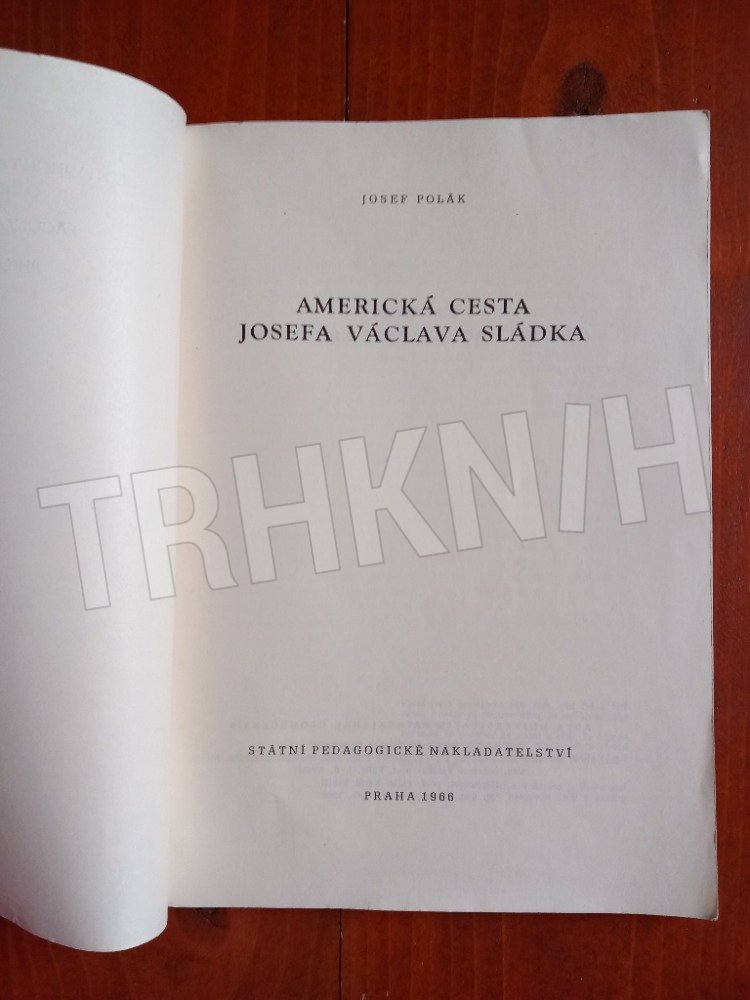 JOSEF POLÁK
AMERICKÁ CESTA
JOSEFA VÁCLAVA SLÁDKA
TRHKNIH
STÁTNÍ PEDAGOGICKÉ NAKLADATELSTVÍ
PRAHA 1966